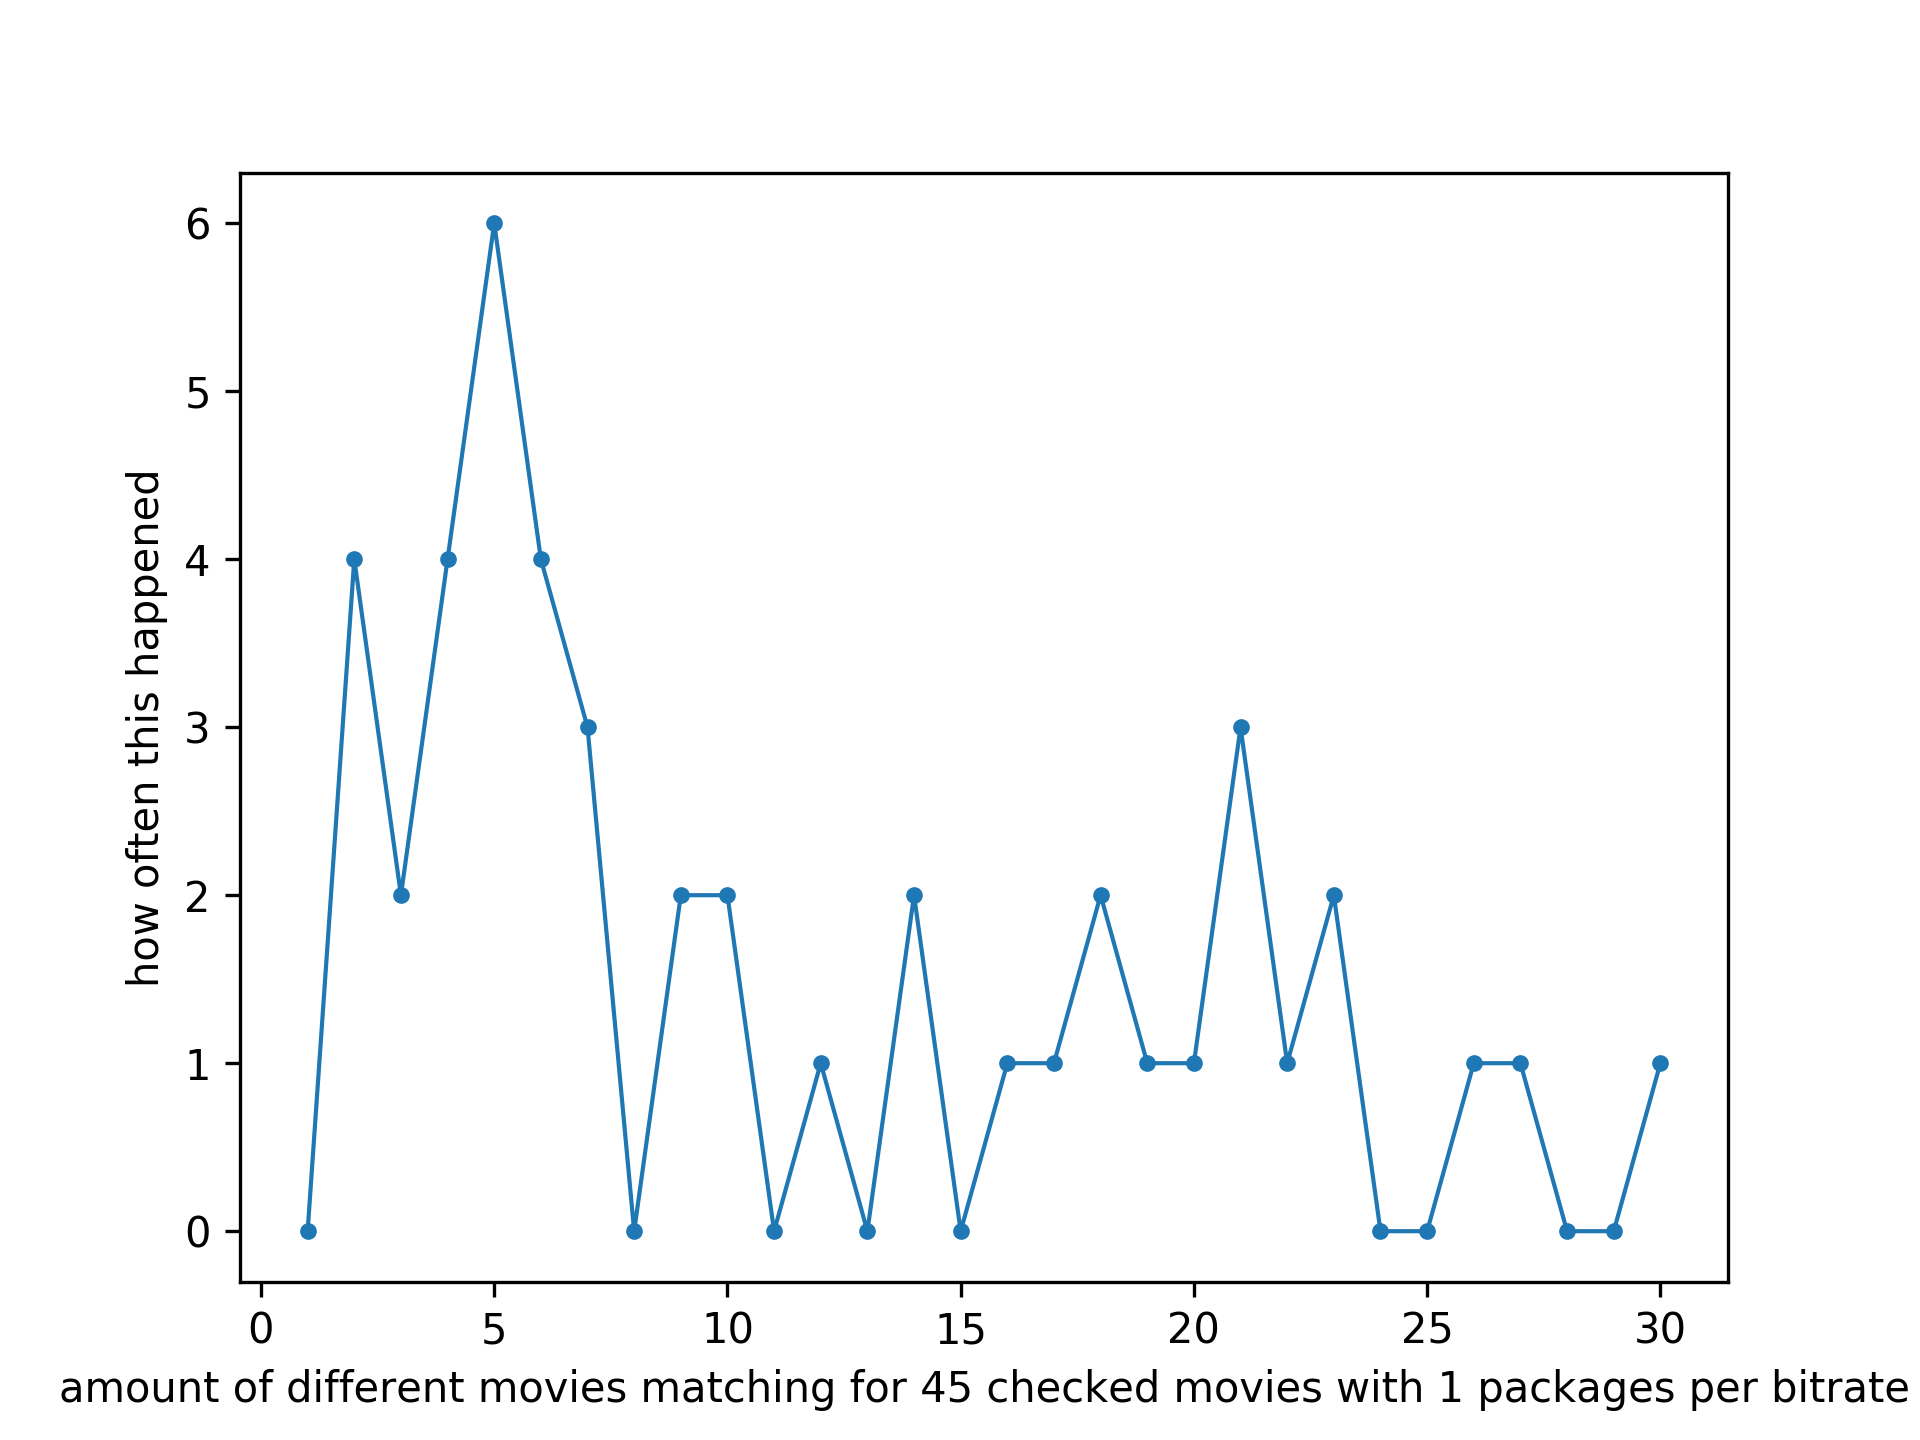 how often this happened
6
5
4
3
2
1
0
0 5 10 15 20 25 30
amount of different movies matching for 45 checked movies with 1 packages per bitrate